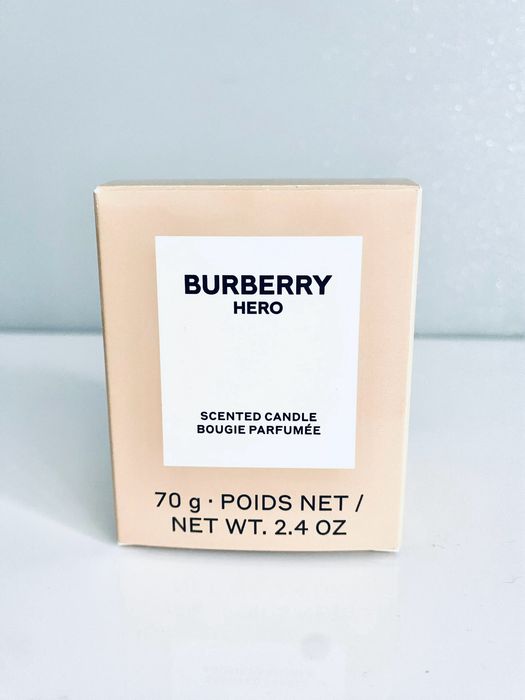 BURBERRY
HERO
SCENTED CANDLE
BOUGIE PARFUMÉE
70 g · POIDS NET /
NET WT. 2.4 OZ